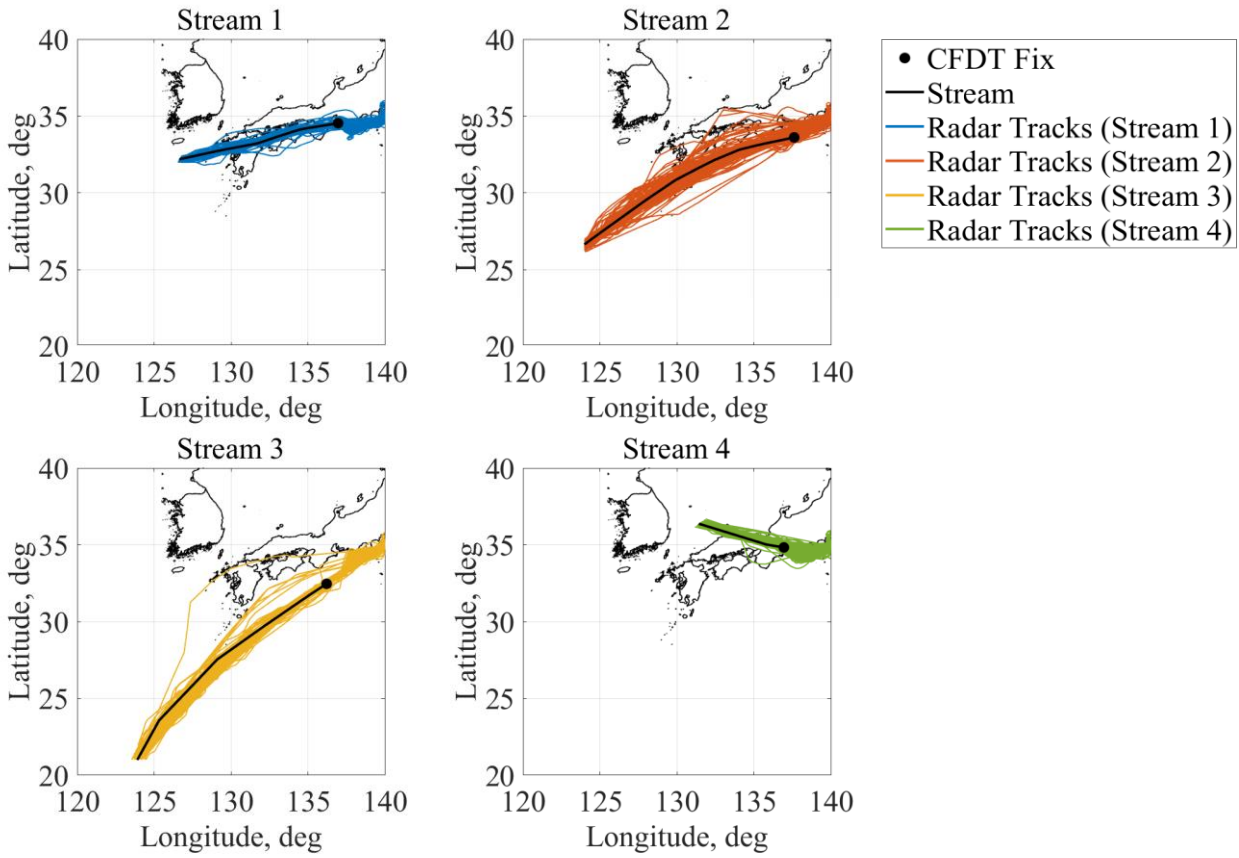 Stream 1
40
35
30
25
20
120 125 130 135 140
Latitude, deg
Longitude, deg
Stream 2
40
35
30
25
20
120 125 130 135 140
Latitude, deg
Longitude, deg
CFDT Fix
Stream
Radar Tracks (Stream 1)
Radar Tracks (Stream 2)
Radar Tracks (Stream 3)
Radar Tracks (Stream 4)
Stream 3
40
35
30
25
20
120 125 130 135 140
Latitude, deg
Longitude, deg
Stream 4
40
35
30
25
20
120 125 130 135 140
Latitude, deg
Longitude, deg